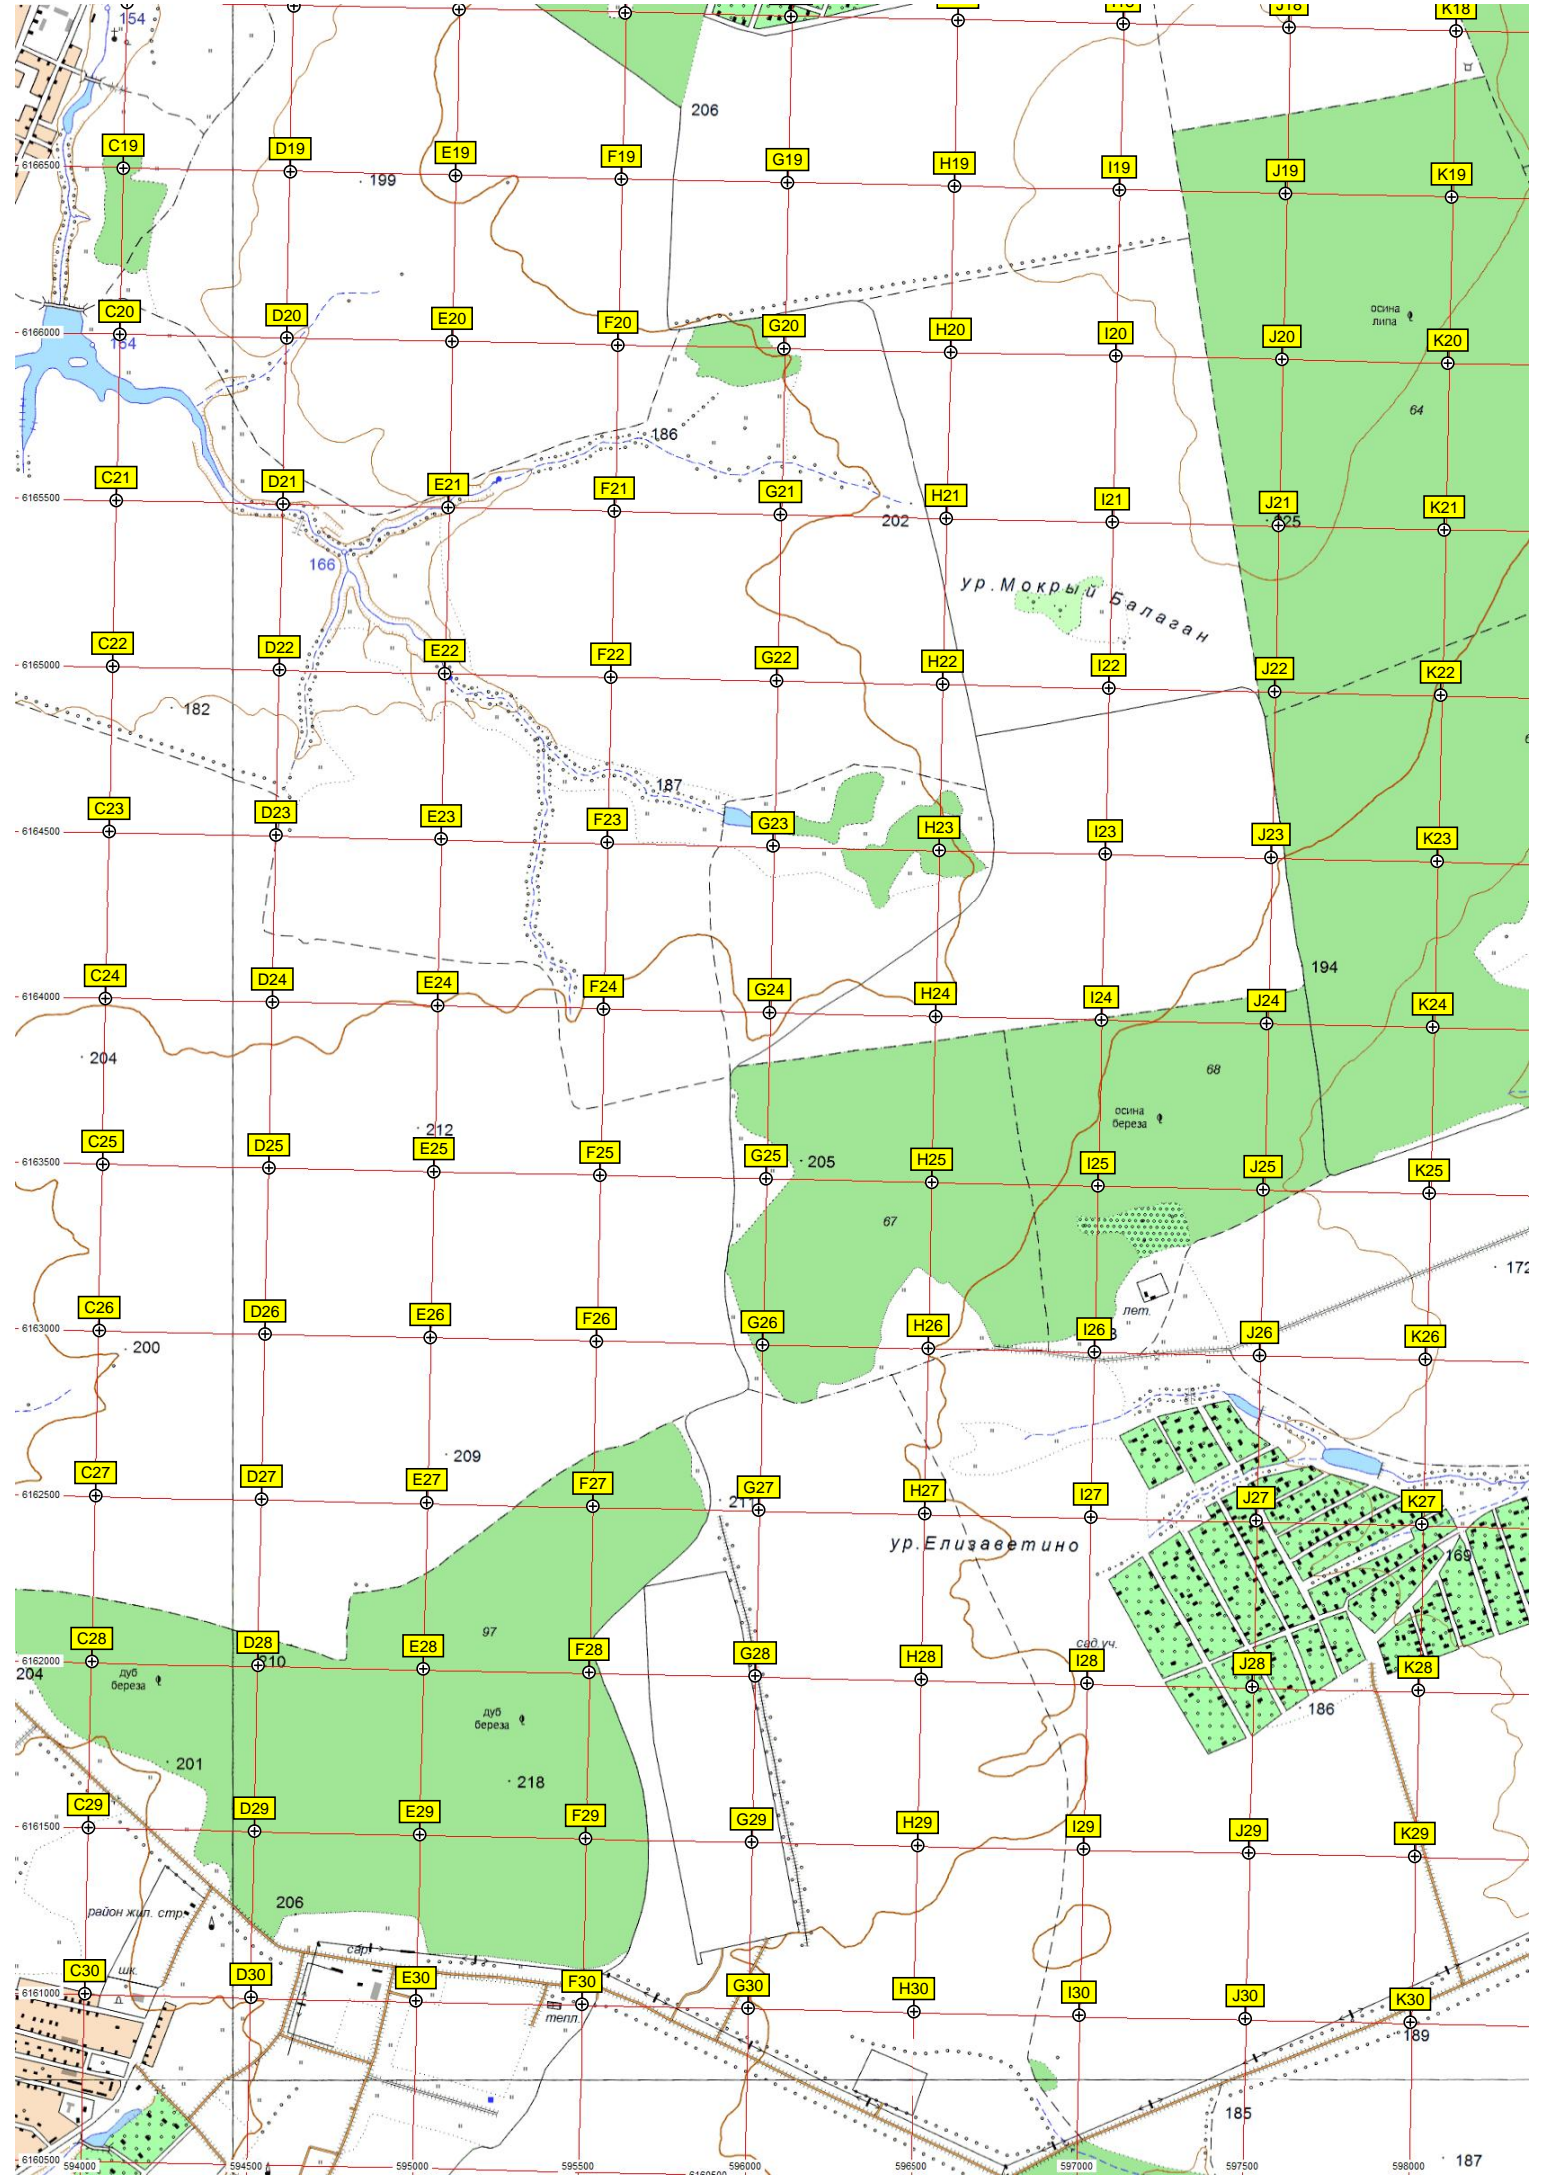 154
J18
K18
206
C19
D19
E19
F19
G19
H19
I19
J19
K19
6166500
199
осина
липа
C20
D20
E20
F20
G20
H20
I20
J20
K20
6166000
164
64
186
C21
D21
E21
F21
G21
H21
I21
J21
K21
6165500
202
225
166
ур.Мокрый Балаган
C22
D22
E22
F22
G22
H22
I22
J22
K22
6165000
182
187
C23
D23
E23
F23
G23
H23
I23
J23
K23
6164500
194
C24
D24
E24
F24
G24
H24
I24
J24
K24
6164000
204
68
осина
береза
212
C25
D25
E25
F25
G25
205
H25
I25
J25
K25
6163500
67
172
лет.
C26
D26
E26
F26
G26
H26
I26
J26
K26
6163000
200
209
C27
D27
E27
F27
G27
H27
I27
J27
K27
6162500
211
ур.Елизаветино
169
97
C28
D28
E28
F28
G28
H28
сад.уч.
I28
J28
K28
6162000
204
210
дуб
береза
186
дуб
береза
201
218
C29
D29
E29
F29
G29
H29
I29
J29
K29
6161500
206
район жил. стр.
сар.
шк.
C30
D30
E30
F30
G30
H30
I30
J30
K30
6161000
тепл.
189
185
187
6160500
594000
594500
595000
595500
596000
596500
597000
597500
598000
6160500